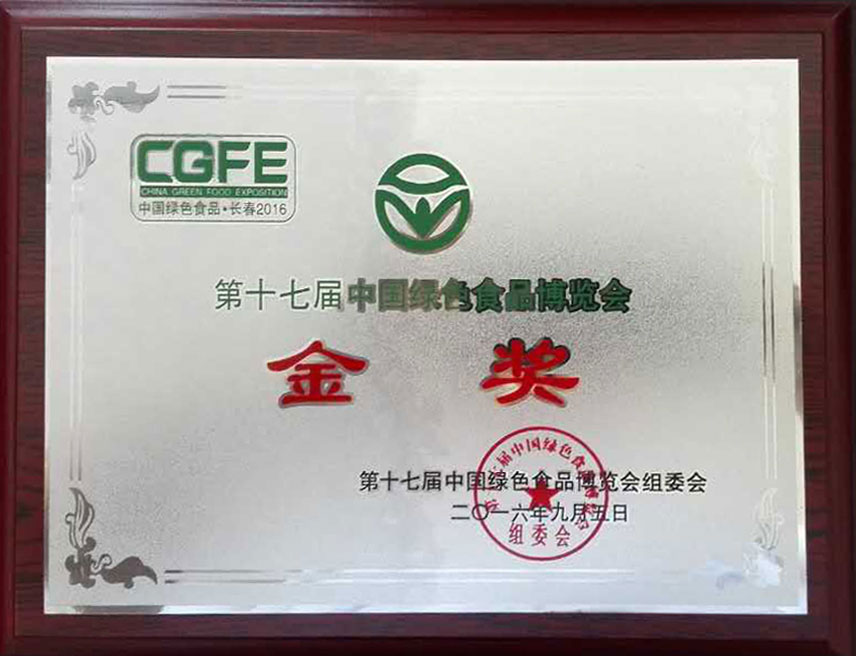 CGFE
CHINA GREEN FOOD EXPOSITION
中国绿色食品·长春2016
第十七届中国绿色食品博览会
金 奖
第十七届中国绿色食品博览会组委会
二〇一六年九月五日
组委会